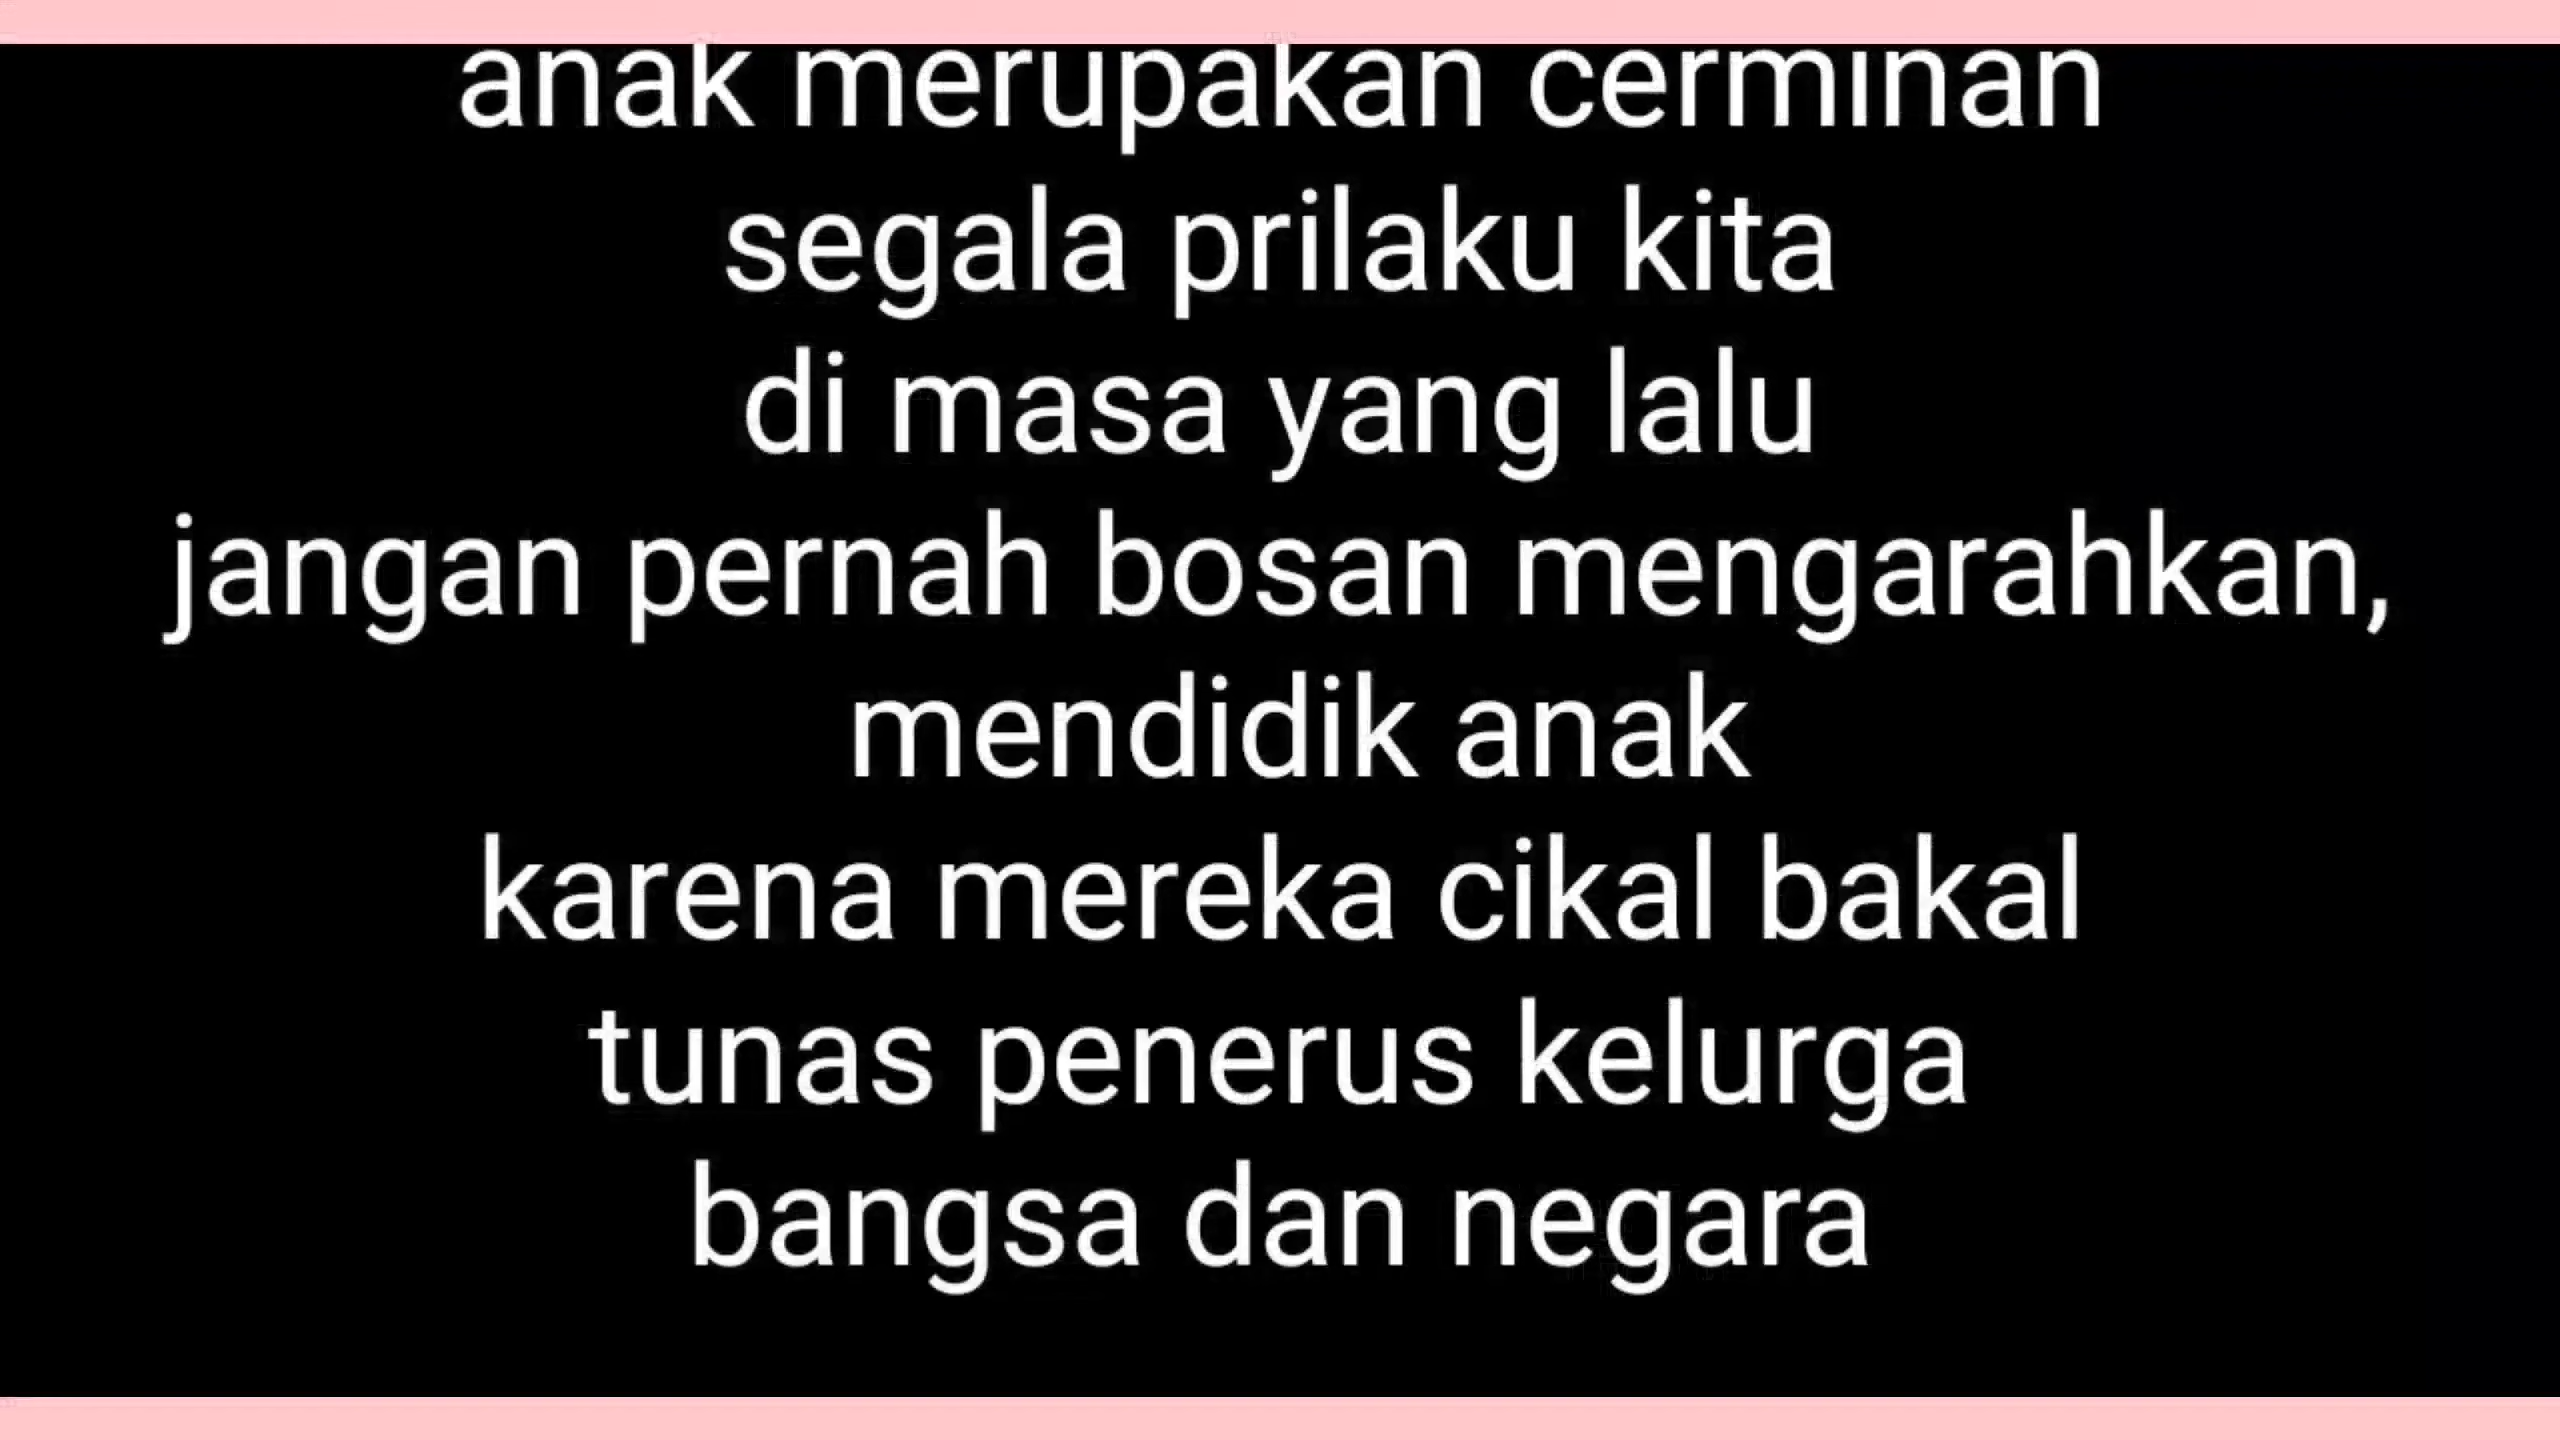 anak merupakan cerminan
segala prilaku kita
di masa yang lalu
jangan pernah bosan mengarahkan,
mendidik anak
karena mereka cikal bakal
tunas penerus kelurga
bangsa dan negara